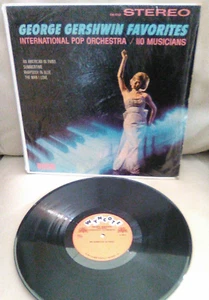 STEREO
GEORGE GERSHWIN FAVORITES
INTERNATIONAL POP ORCHESTRA / 110 MUSICIANS
AN AMERICAN IN PARIS
SUMMERTIME
RHAPSODY IN BLUE
THE MAN I LOVE
WYNCOTE